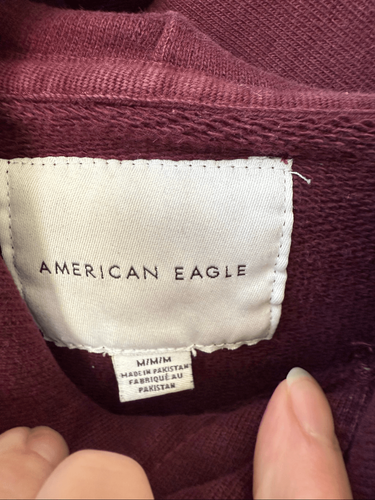 AMERICAN EAGLE
M/M/M
MADE IN PAKISTAN
FABRIQUÉ AU
PAKISTAN